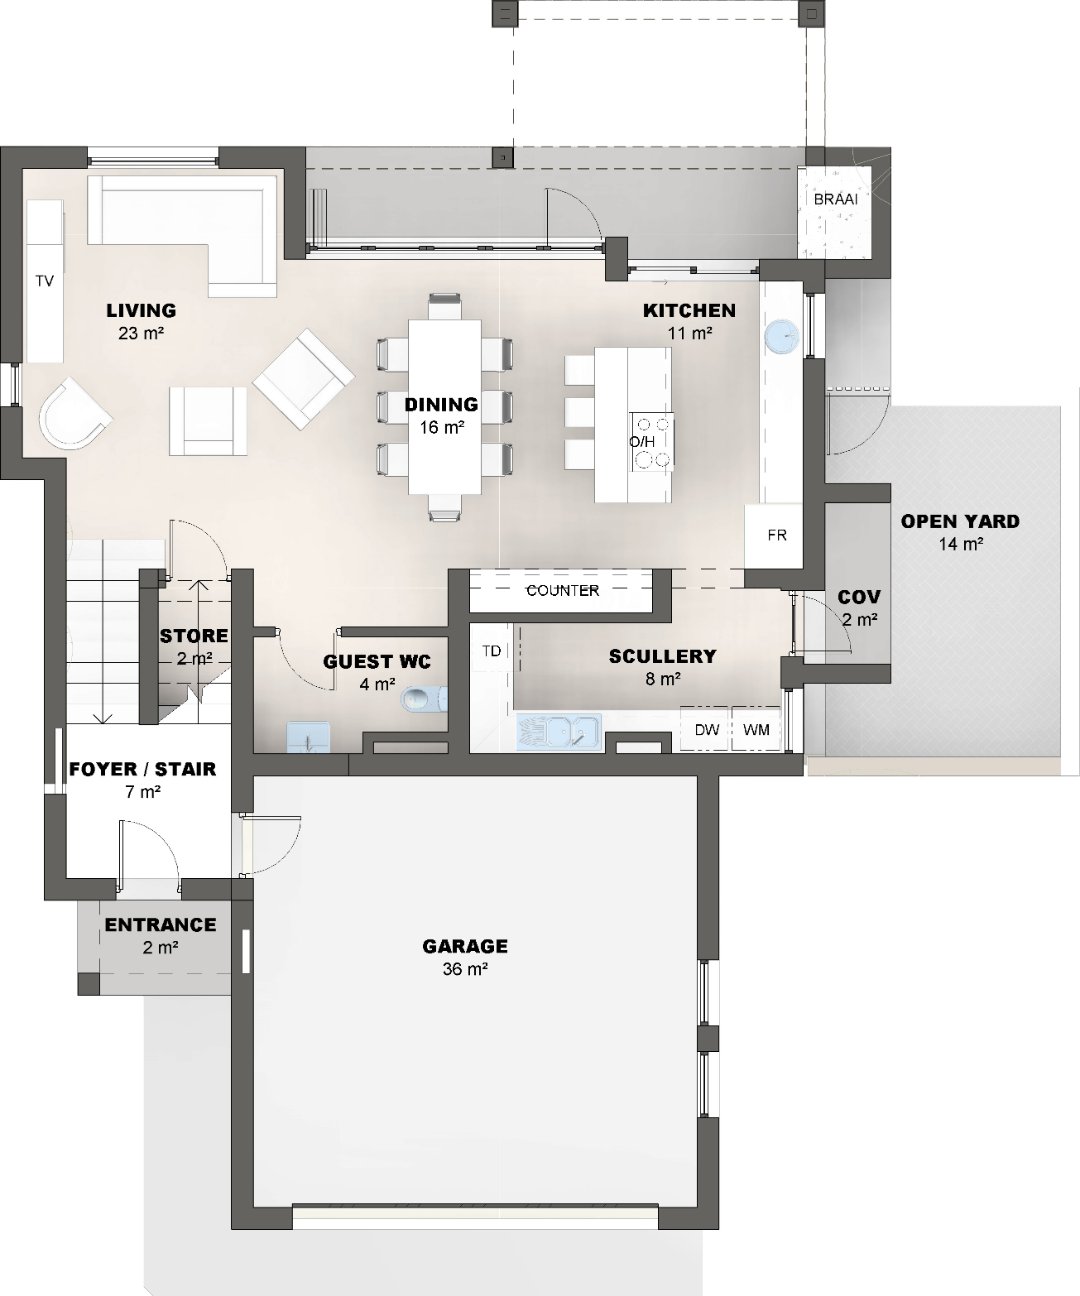 BRAAI
TV
LIVING
23 m²
KITCHEN
11 m²
DINING
16 m²
O/H
FR
OPEN YARD
14 m²
COUNTER
COV
2 m²
STORE
2 m²
GUEST WC
4 m²
TD
SCULLERY
8 m²
DW
WM
FOYER / STAIR
7 m²
ENTRANCE
2 m²
GARAGE
36 m²